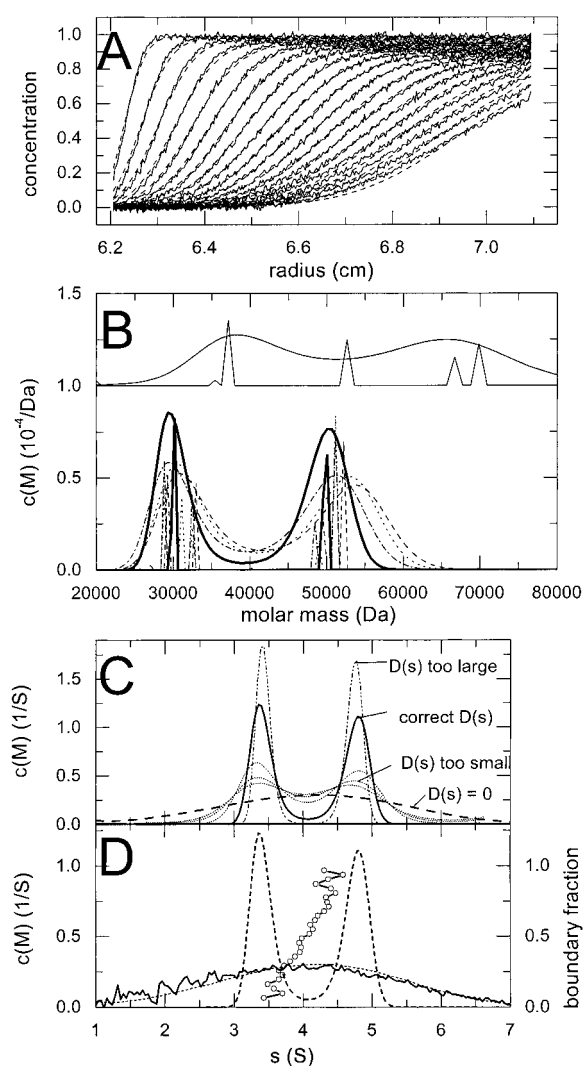 A
concentration
1.0
0.8
0.6
0.4
0.2
0.0
6.2 6.4 6.6 6.8 7.0
radius (cm)
B
c(M) (10⁻⁴/Da)
1.5
1.0
0.5
0.0
20000 30000 40000 50000 60000 70000 80000
molar mass (Da)
C
c(M) (1/S)
1.5
1.0
0.5
0.0
D(s) too large
correct D(s)
D(s) too small
D(s) = 0
D
c(M) (1/S)
1.0
0.5
0.0
boundary fraction
1.0
0.5
0.0
1 2 3 4 5 6 7
s (S)